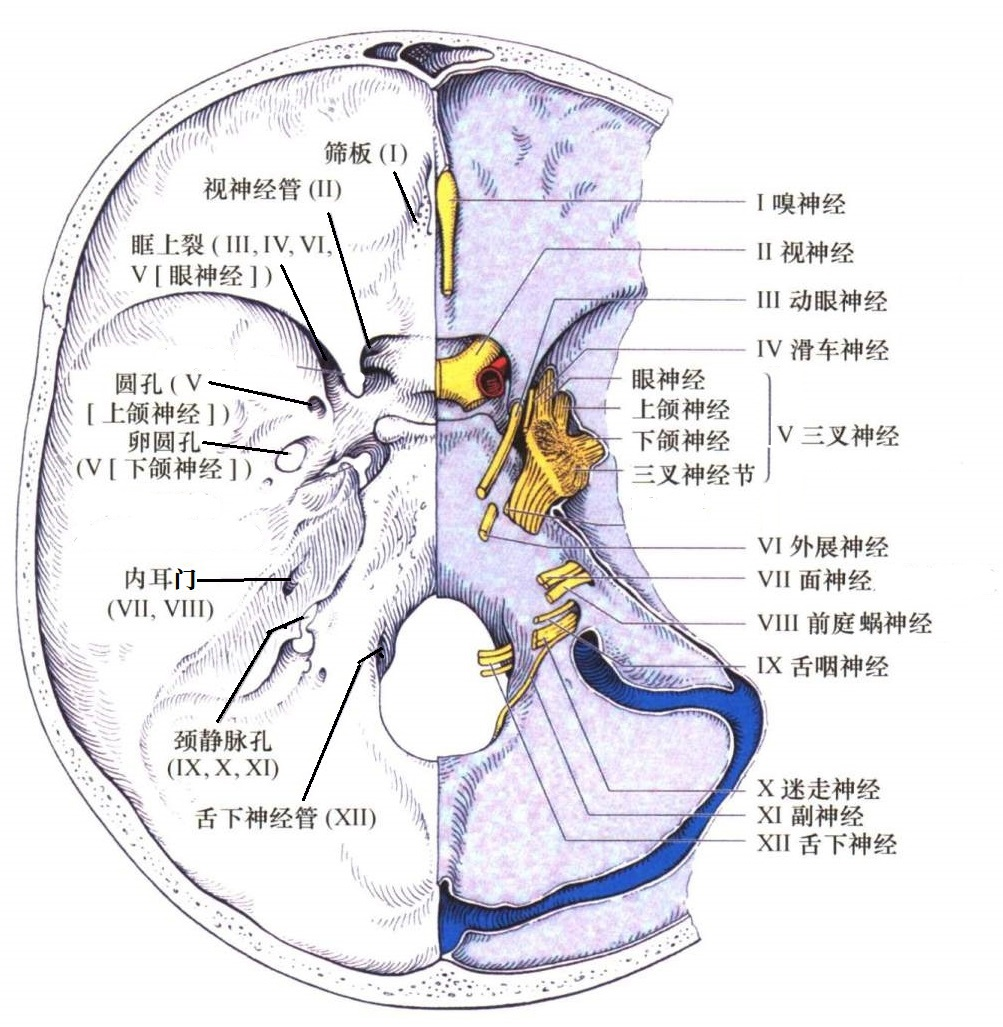 筛板 (I)
视神经管 (II)
眶上裂 ( III, IV, VI,
V [ 眼神经 ] )
圆孔 ( V
[ 上颌神经 ] )
卵圆孔
(V [ 下颌神经 ] )
内耳门
(VII, VIII)
颈静脉孔
(IX, X, XI)
舌下神经管 (XII)
I 嗅神经
II 视神经
III 动眼神经
IV 滑车神经
眼神经
上颌神经
下颌神经
三叉神经节
V 三叉神经
VI 外展神经
VII 面神经
VIII 前庭蜗神经
IX 舌咽神经
X 迷走神经
XI 副神经
XII 舌下神经